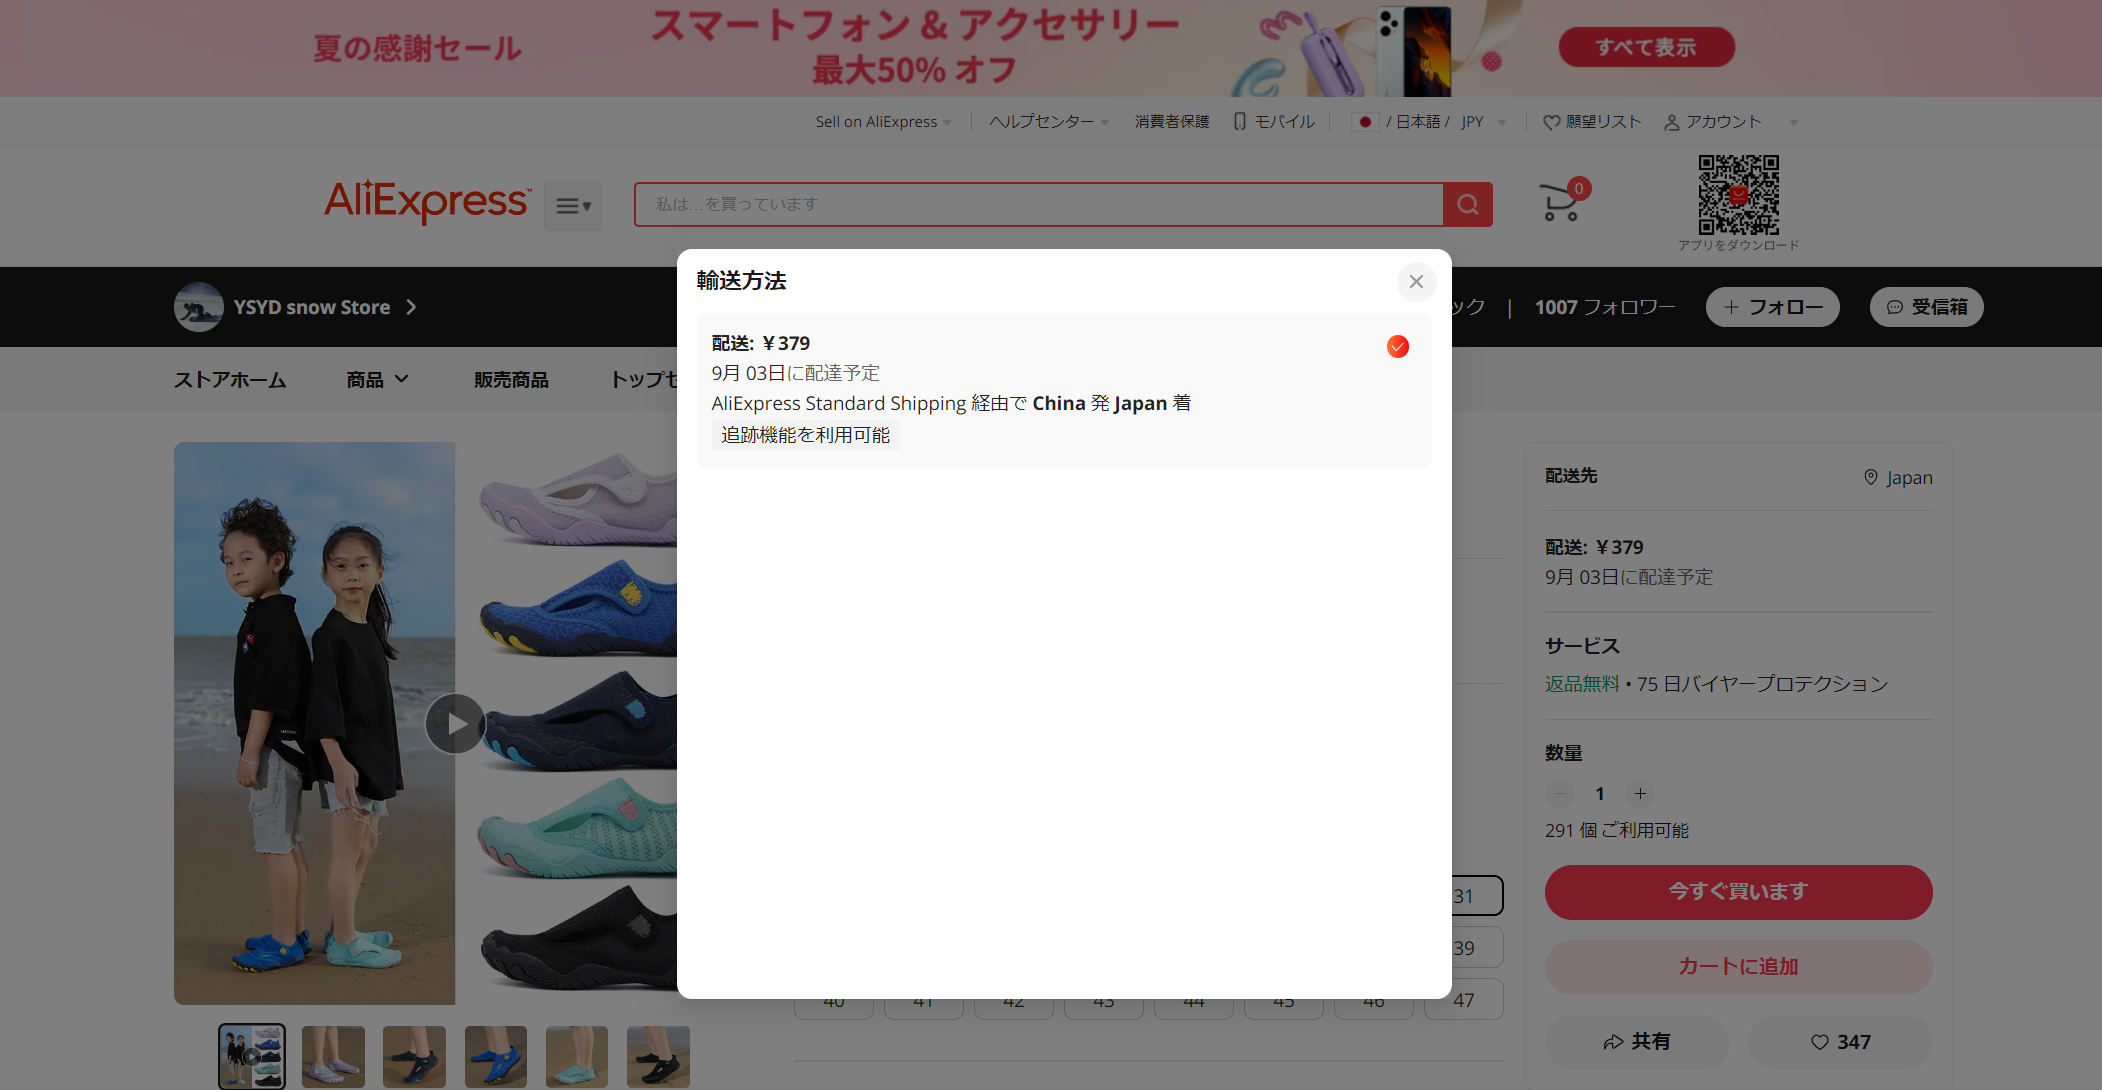 夏の感謝セール
スマートフォン & アクセサリー
最大50% オフ
すべて表示
Sell on AliExpress
ヘルプセンター
消費者保護
モバイル
/ 日本語 / JPY
願望リスト
アカウント
AliExpress
私は...を買っています
0
アプリをダウンロード
YSYD snow Store
ック | 1007 フォロワー
+ フォロー
受信箱
ストアホーム
商品
販売商品
トップセ
輸送方法
配送: ￥379
9月 03日に配達予定
AliExpress Standard Shipping 経由で China 発 Japan 着
追跡機能を利用可能
配送先
Japan
配送: ￥379
9月 03日に配達予定
サービス
返品無料 • 75 日バイヤープロテクション
数量
1
291 個 ご利用可能
今すぐ買います
カートに追加
共有
347
31
39
40 41 42 43 44 45 46 47